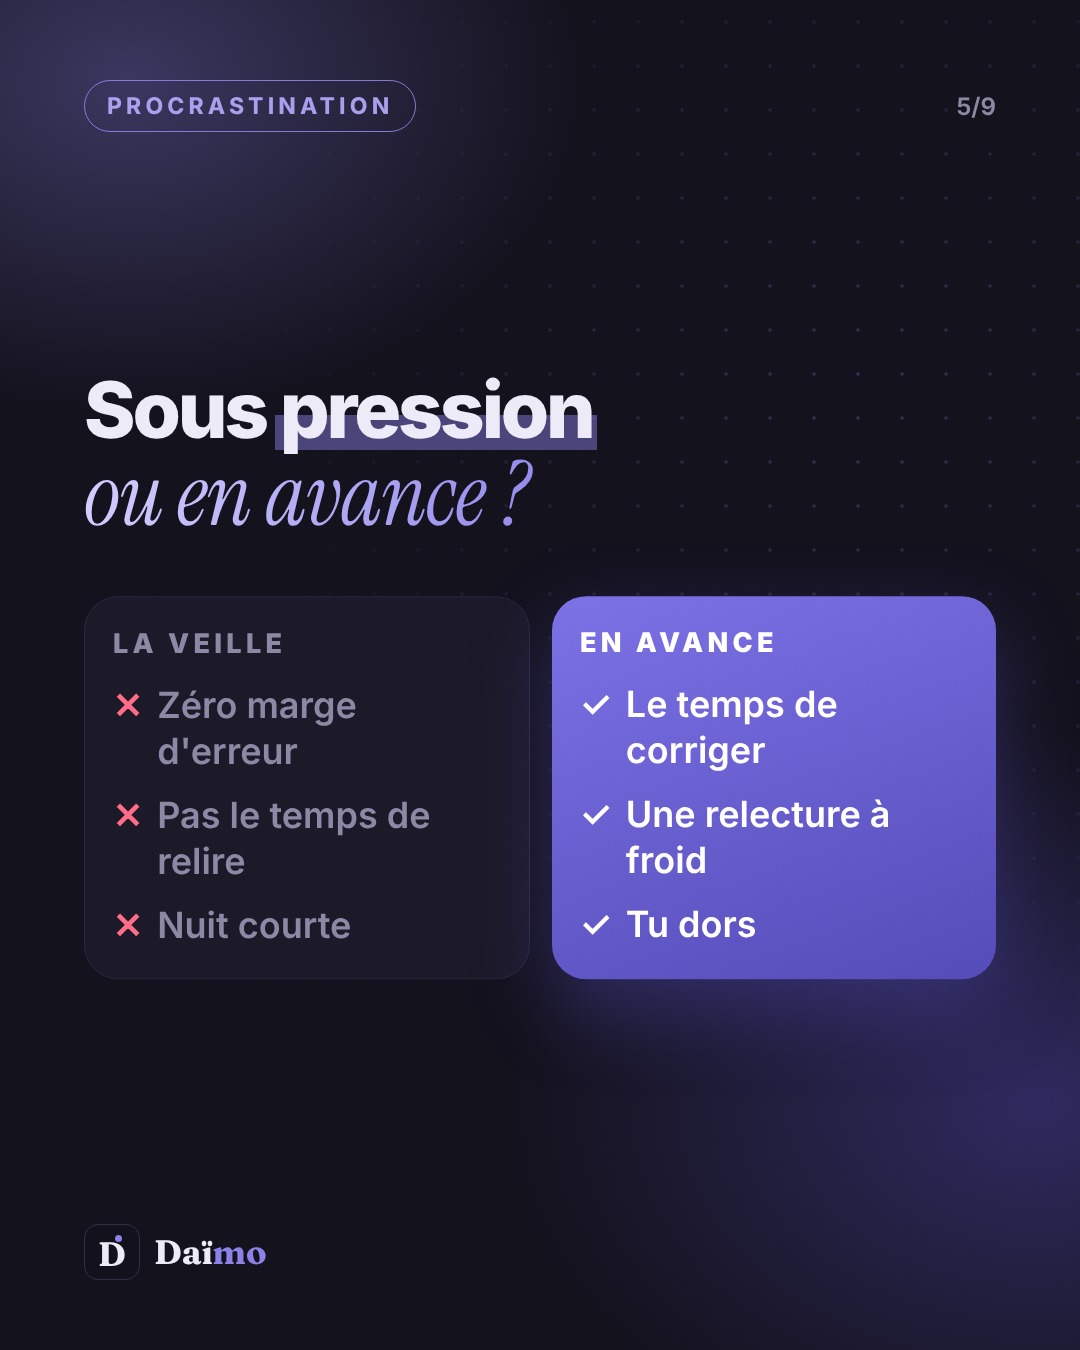 PROCRASTINATION
5/9
Sous pression
ou en avance ?
LA VEILLE
✕ Zéro marge
d'erreur
✕ Pas le temps de
relire
✕ Nuit courte
EN AVANCE
✓ Le temps de
corriger
✓ Une relecture à
froid
✓ Tu dors
D
Daïmo